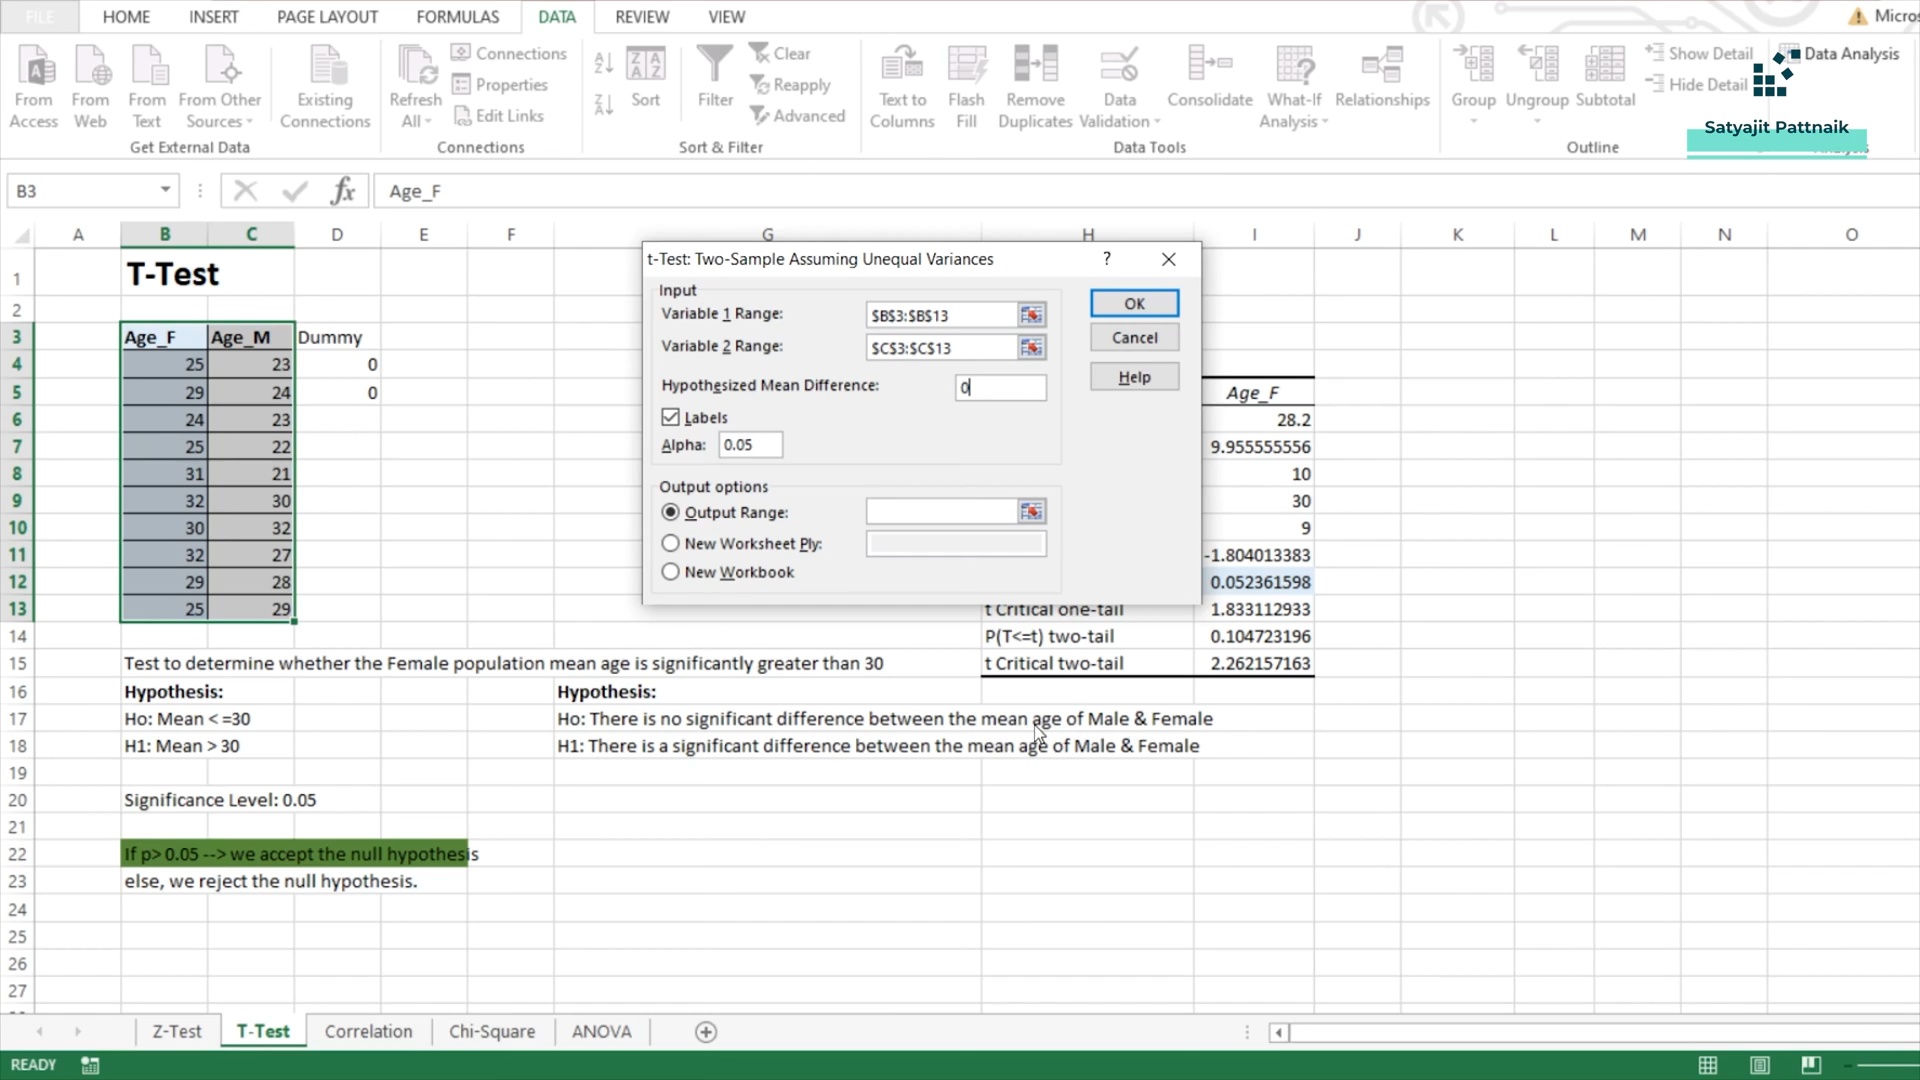 FILE HOME INSERT PAGE LAYOUT FORMULAS DATA REVIEW VIEW Micros
From Access From Web From Text From Other Sources Existing Connections Refresh All Connections Properties Edit Links Sort Filter Clear Reapply Advanced Text to Columns Flash Fill Remove Duplicates Data Validation Consolidate What-If Analysis Relationships Group Ungroup Subtotal Show Detail Hide Detail Data Analysis
Satyajit Pattnaik
Get External Data Connections Sort & Filter Data Tools Outline
B3 fx Age_F
A B C D E F G H I J K L M N O
1 T-Test
2
3 Age_F Age_M Dummy
4 25 23 0
5 29 24 0 Age_F
6 24 23 28.2
7 25 22 9.955555556
8 31 21 10
9 32 30 30
10 30 32 9
11 32 27 -1.804013383
12 29 28 0.052361598
13 25 29 t Critical one-tail 1.833112933
14 P(T<=t) two-tail 0.104723196
15 Test to determine whether the Female population mean age is significantly greater than 30 t Critical two-tail 2.262157163
16 Hypothesis: Hypothesis:
17 Ho: Mean < =30 Ho: There is no significant difference between the mean age of Male & Female
18 H1: Mean > 30 H1: There is a significant difference between the mean age of Male & Female
19
20 Significance Level: 0.05
21
22 If p> 0.05 --> we accept the null hypothesis
23 else, we reject the null hypothesis.
24
25
26
27
t-Test: Two-Sample Assuming Unequal Variances ?
Input
Variable 1 Range: $B$3:$B$13
Variable 2 Range: $C$3:$C$13
Hypothesized Mean Difference: 0
Labels
Alpha: 0.05
Output options
Output Range:
New Worksheet Ply:
New Workbook
OK
Cancel
Help
Z-Test T-Test Correlation Chi-Square ANOVA
READY